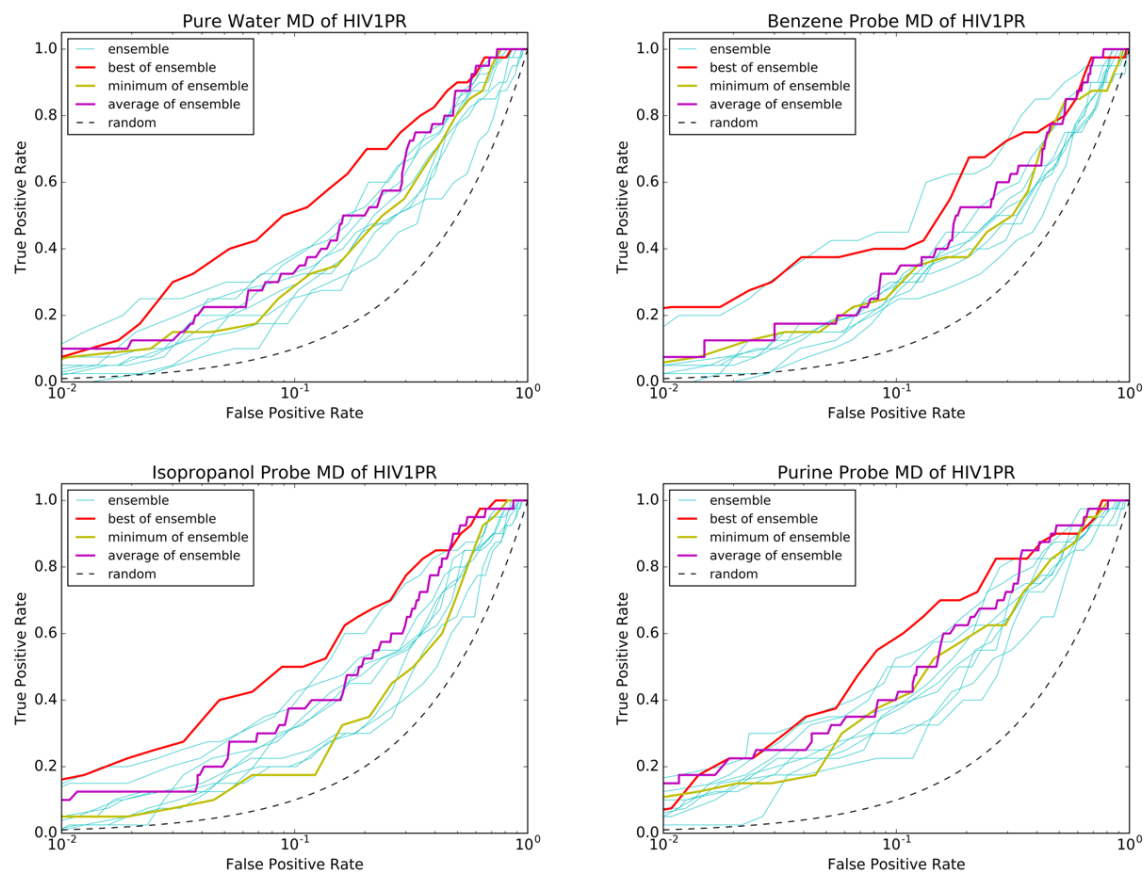 Pure Water MD of HIV1PR
1.0
0.8
0.6
0.4
0.2
0.0
True Positive Rate
ensemble
best of ensemble
minimum of ensemble
average of ensemble
random
10⁻²
10⁻¹
10⁰
False Positive Rate
Benzene Probe MD of HIV1PR
1.0
0.8
0.6
0.4
0.2
0.0
True Positive Rate
ensemble
best of ensemble
minimum of ensemble
average of ensemble
random
10⁻²
10⁻¹
10⁰
False Positive Rate
Isopropanol Probe MD of HIV1PR
1.0
0.8
0.6
0.4
0.2
0.0
True Positive Rate
ensemble
best of ensemble
minimum of ensemble
average of ensemble
random
10⁻²
10⁻¹
10⁰
False Positive Rate
Purine Probe MD of HIV1PR
1.0
0.8
0.6
0.4
0.2
0.0
True Positive Rate
ensemble
best of ensemble
minimum of ensemble
average of ensemble
random
10⁻²
10⁻¹
10⁰
False Positive Rate